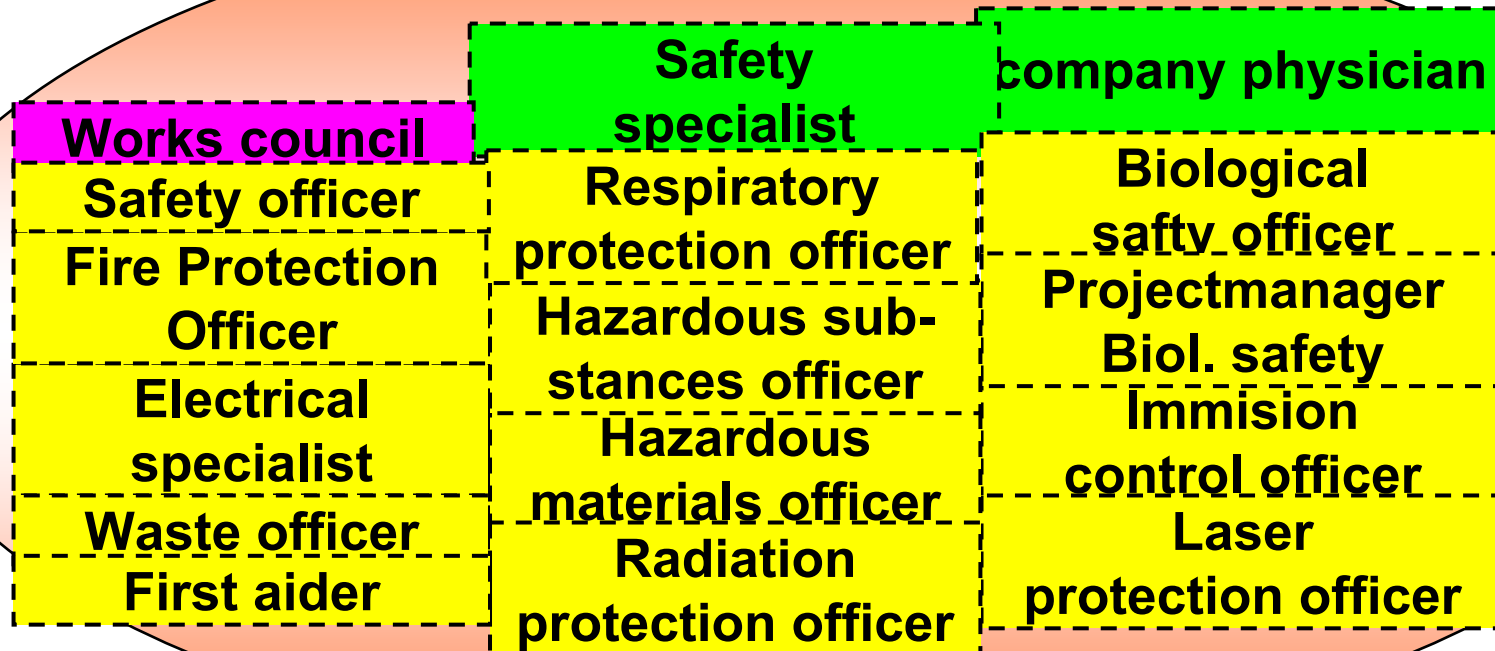 Works council
Safety officer
Fire Protection
Officer
Electrical
specialist
Waste officer
First aider
Safety
specialist
Respiratory
protection officer
Hazardous sub-
stances officer
Hazardous
materials officer
Radiation
protection officer
company physician
Biological
safty officer
Projectmanager
Biol. safety
Immision
control officer
Laser
protection officer